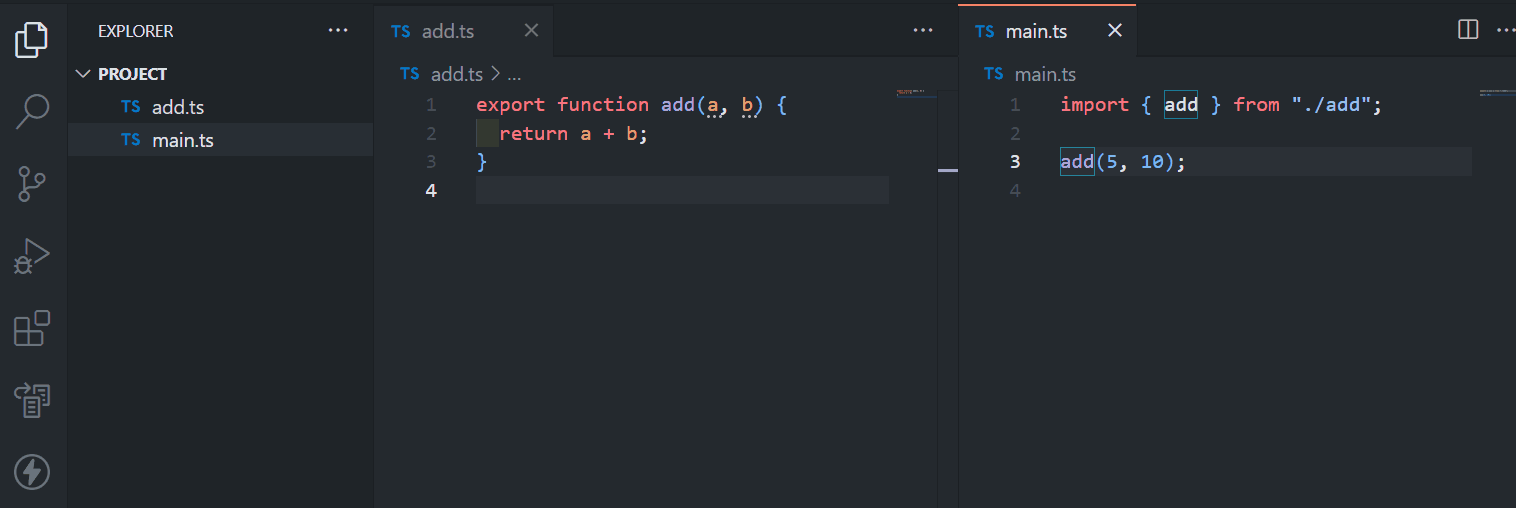 EXPLORER ...
PROJECT
TS add.ts
TS main.ts
TS add.ts
TS add.ts > ...
1 export function add(a, b) {
2   return a + b;
3 }
4
TS main.ts
TS main.ts
1 import { add } from "./add";
2
3 add(5, 10);
4